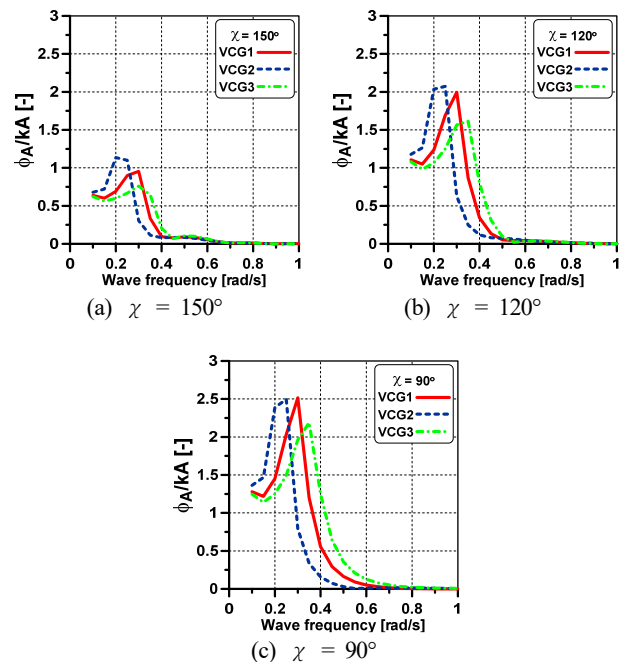 3
2.5
2
1.5
1
0.5
0
ϕA/kA [-]
χ = 150°
VCG1
VCG2
VCG3
0 0.2 0.4 0.6 0.8 1
Wave frequency [rad/s]
(a) χ = 150°
3
2.5
2
1.5
1
0.5
0
ϕA/kA [-]
χ = 120°
VCG1
VCG2
VCG3
0 0.2 0.4 0.6 0.8 1
Wave frequency [rad/s]
(b) χ = 120°
3
2.5
2
1.5
1
0.5
0
ϕA/kA [-]
χ = 90°
VCG1
VCG2
VCG3
0 0.2 0.4 0.6 0.8 1
Wave frequency [rad/s]
(c) χ = 90°